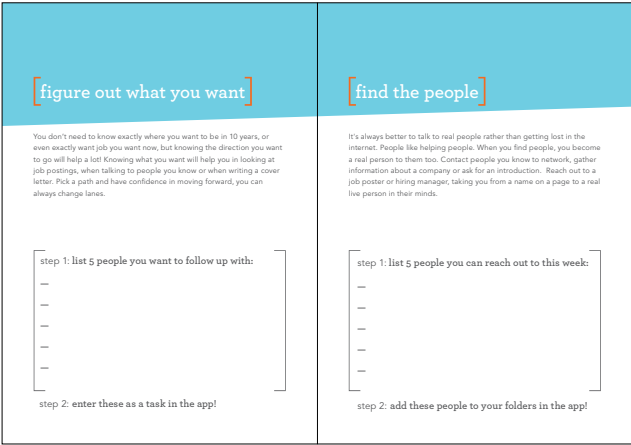 [figure out what you want]
You don't need to know exactly where you want to be in 10 years, or
even exactly want job you want now, but knowing the direction you want
to go will help a lot! Knowing what you want will help you in looking at
job postings, when talking to people you know or when writing a cover
letter. Pick a path and have confidence in moving forward, you can
always change lanes.
step 1: list 5 people you want to follow up with:
—
—
—
—
—
step 2: enter these as a task in the app!
[find the people]
It's always better to talk to real people rather than getting lost in the
internet. People like helping people. When you find people, you become
a real person to them too. Contact people you know to network, gather
information about a company or ask for an introduction. Reach out to a
job poster or hiring manager, taking you from a name on a page to a real
live person in their minds.
step 1: list 5 people you can reach out to this week:
—
—
—
—
—
step 2: add these people to your folders in the app!